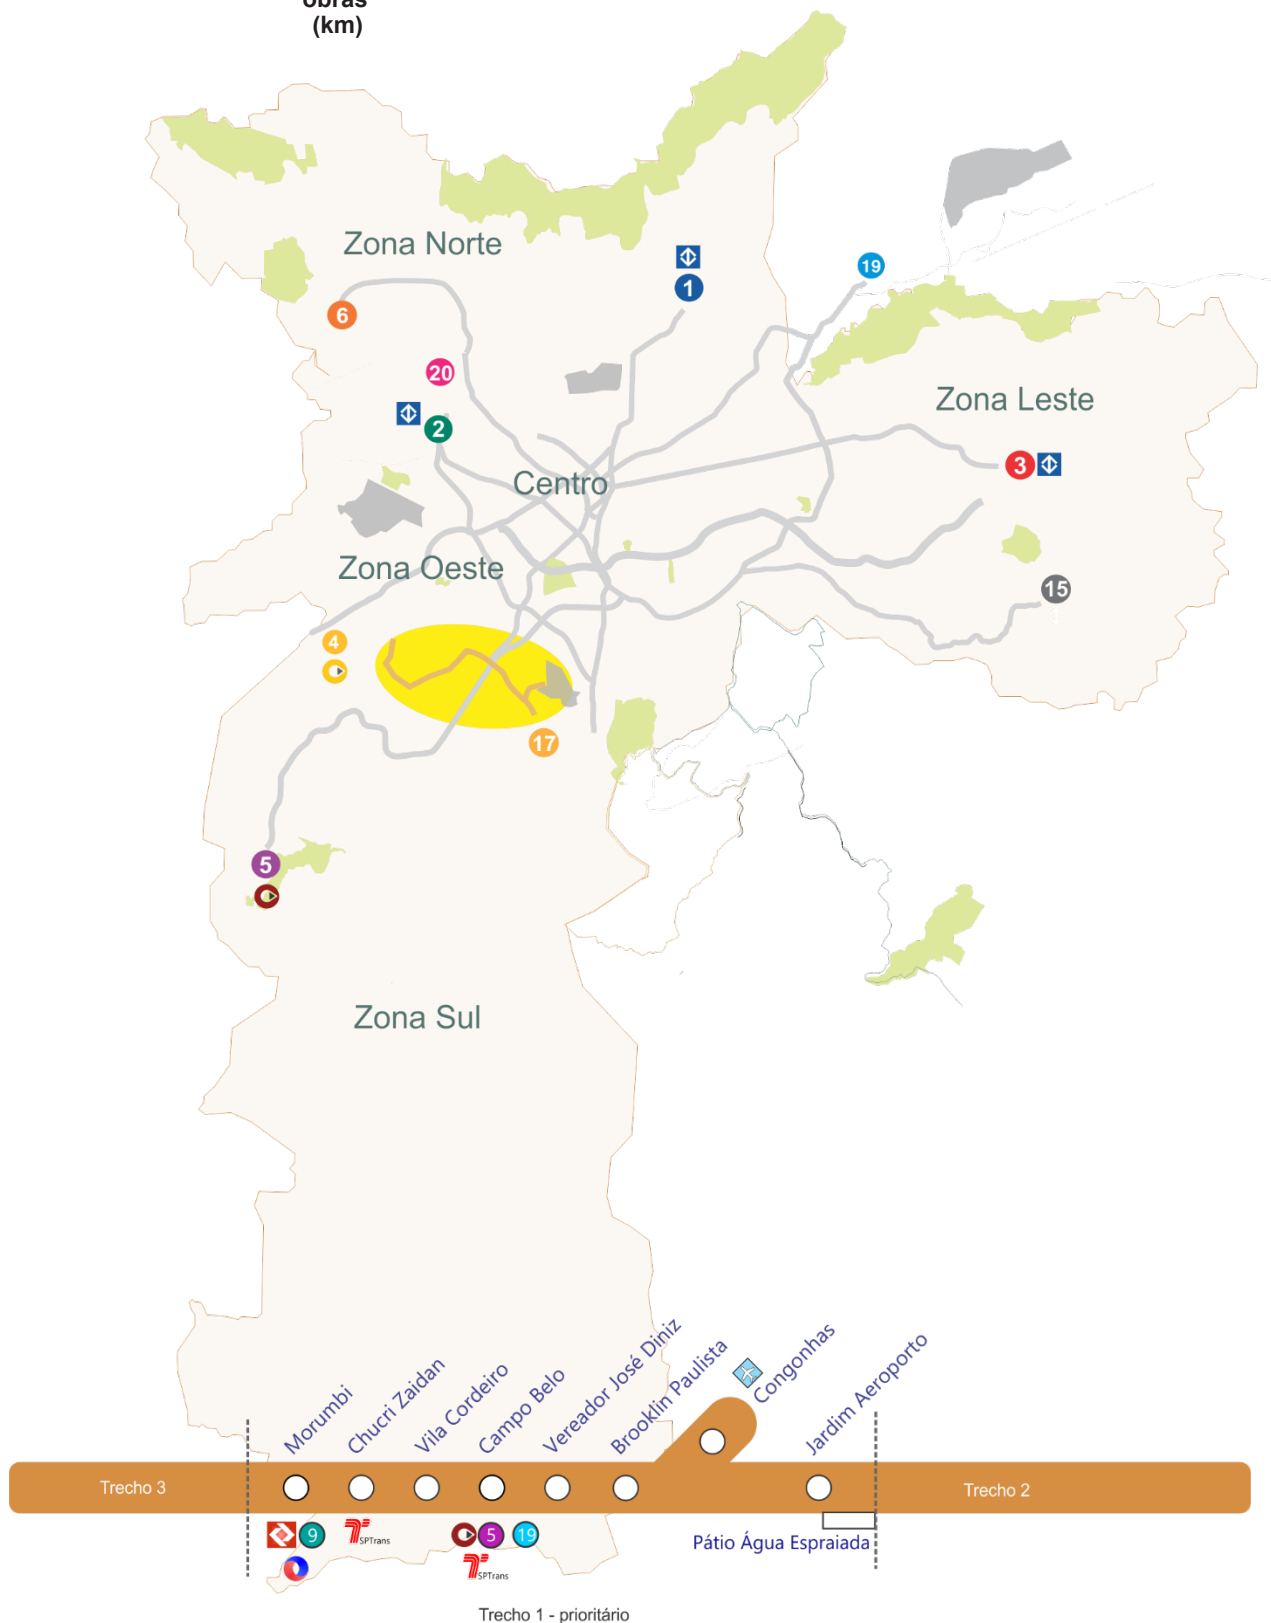 obras
(km)
Zona Norte
1
19
6
20
Zona Leste
2
3
Centro
Zona Oeste
15
4
17
5
Zona Sul
Morumbi
Chucri Zaidan
Vila Cordeiro
Campo Belo
Vereador José Diniz
Brooklin Paulista
Congonhas
Jardim Aeroporto
Trecho 3
Trecho 2
9
SPTrans
5
19
SPTrans
Pátio Água Espraiada
Trecho 1 - prioritário